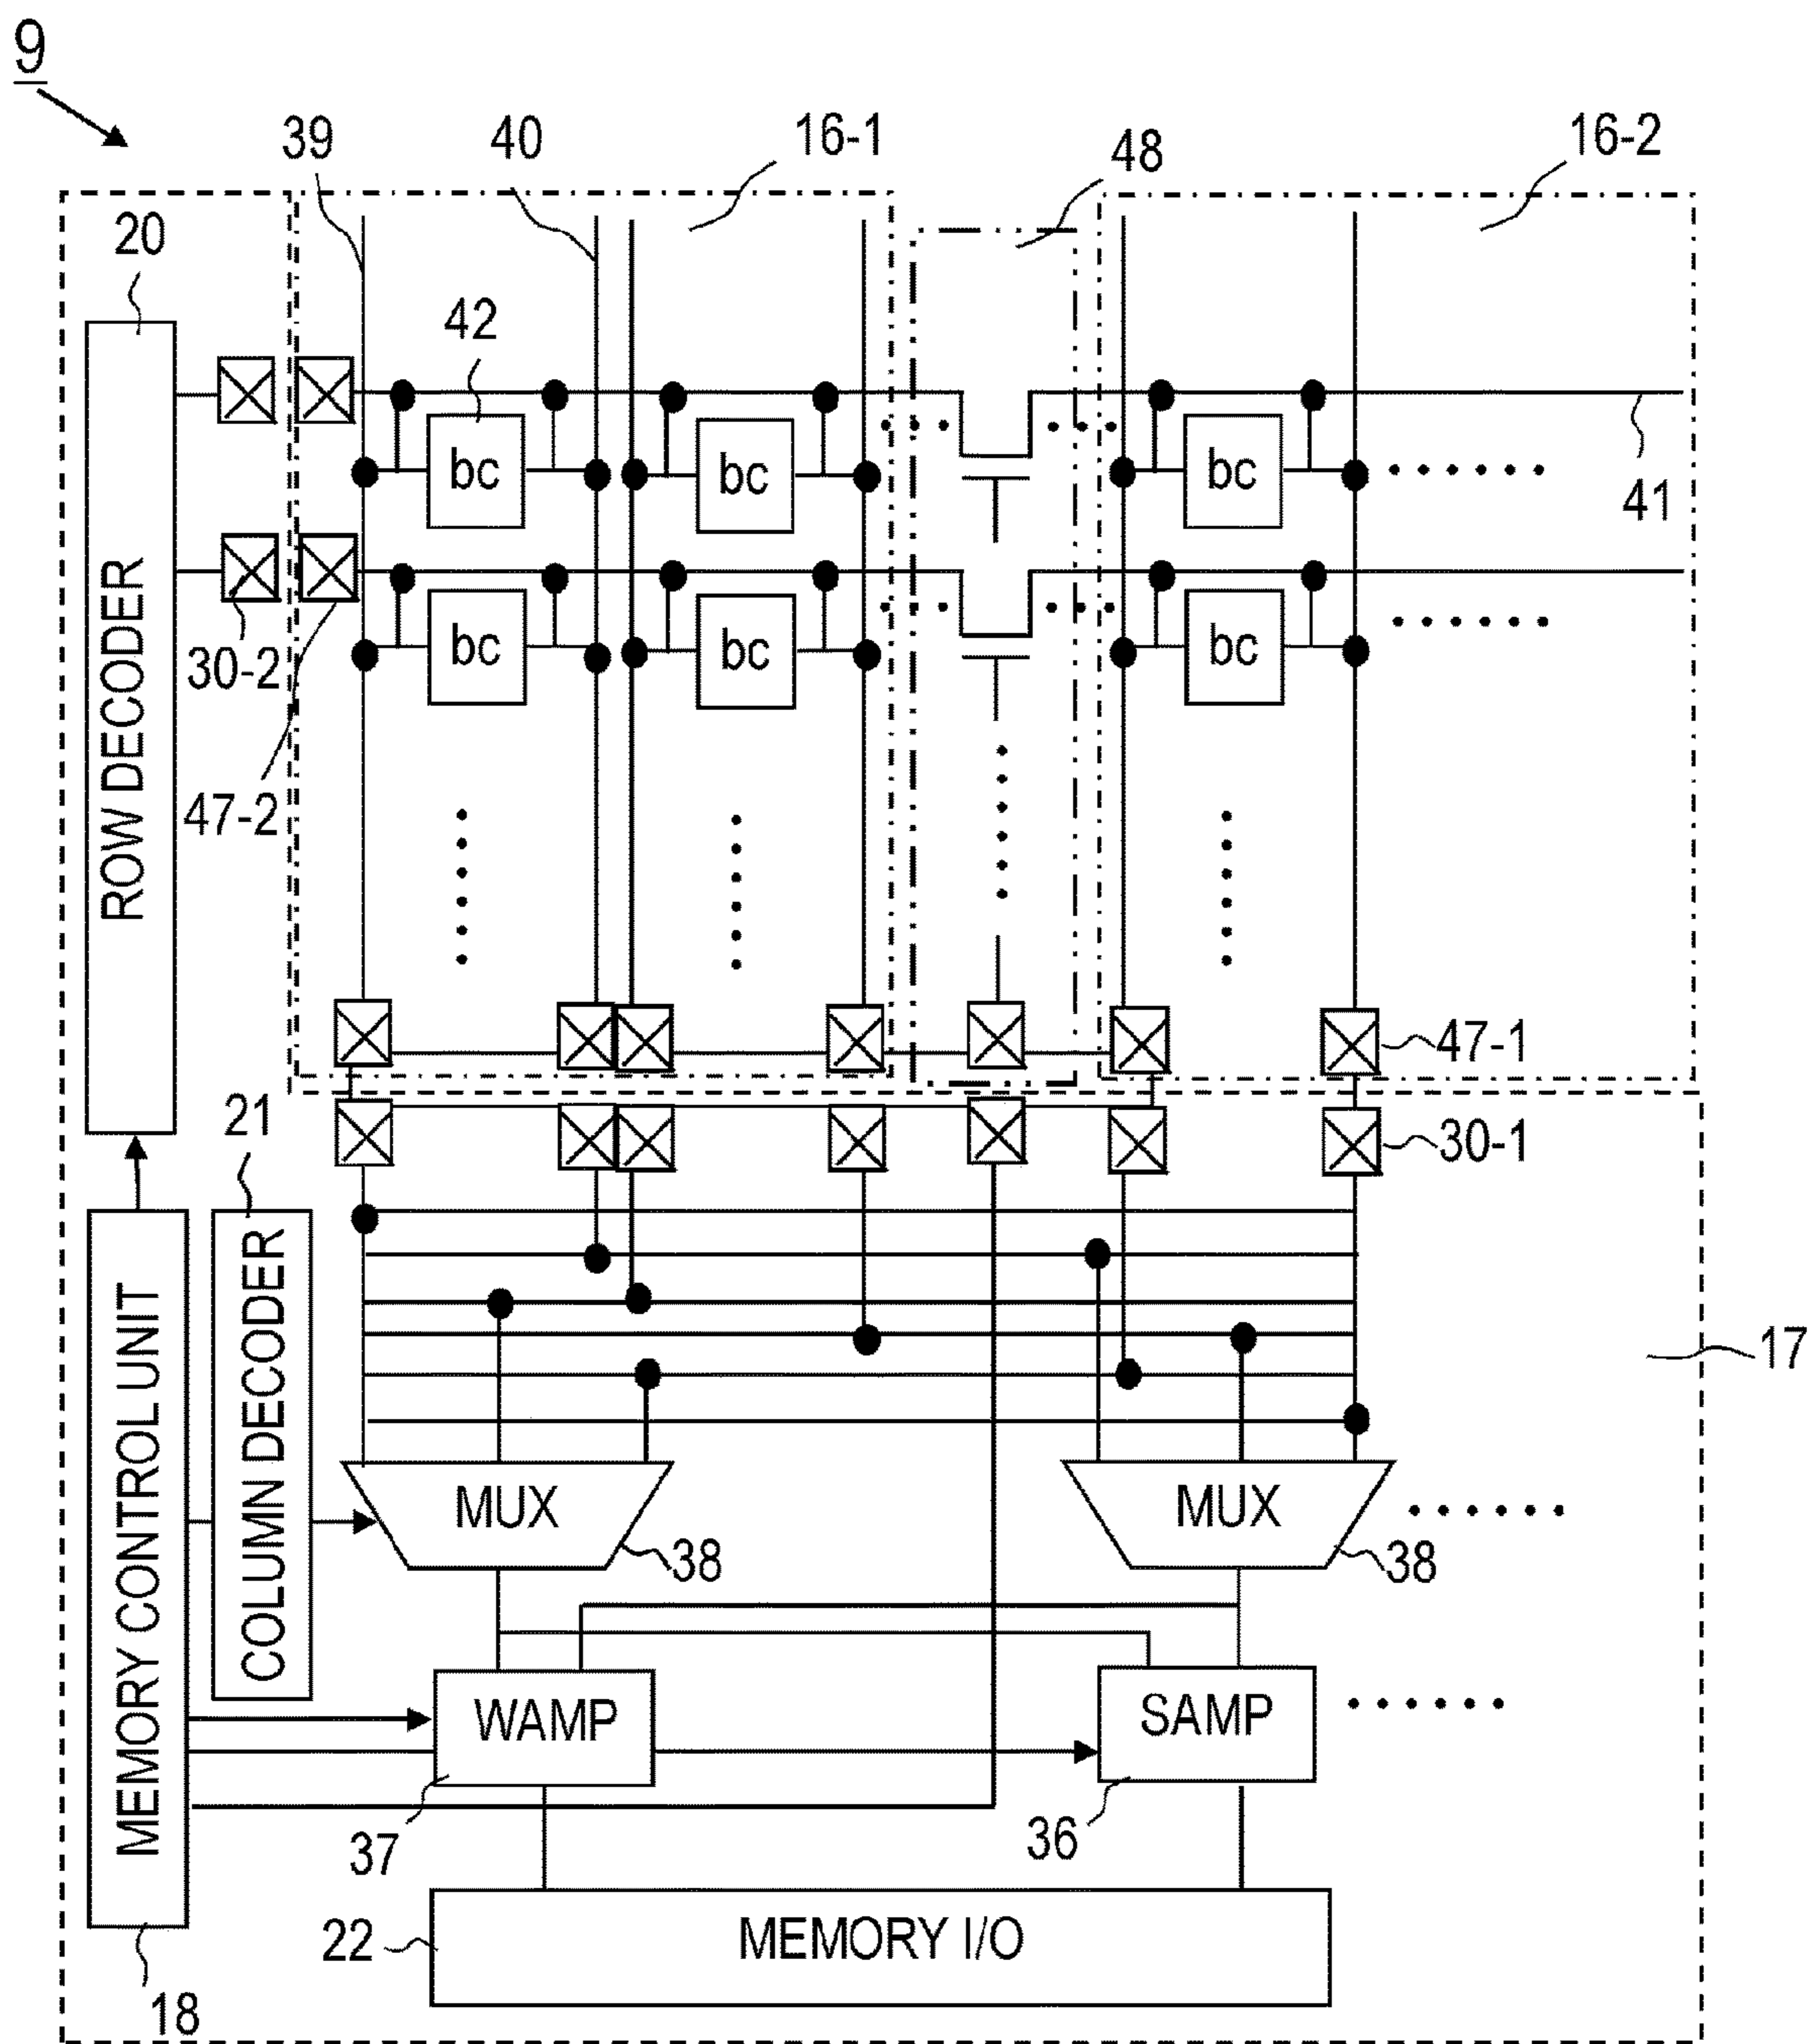 9
39
40
16-1
48
16-2
20
42
bc
bc
bc
41
ROW DECODER
30-2
bc
bc
bc
47-2
47-1
21
30-1
MEMORY CONTROL UNIT
COLUMN DECODER
17
MUX
38
MUX
38
WAMP
SAMP
37
36
22
MEMORY I/O
18